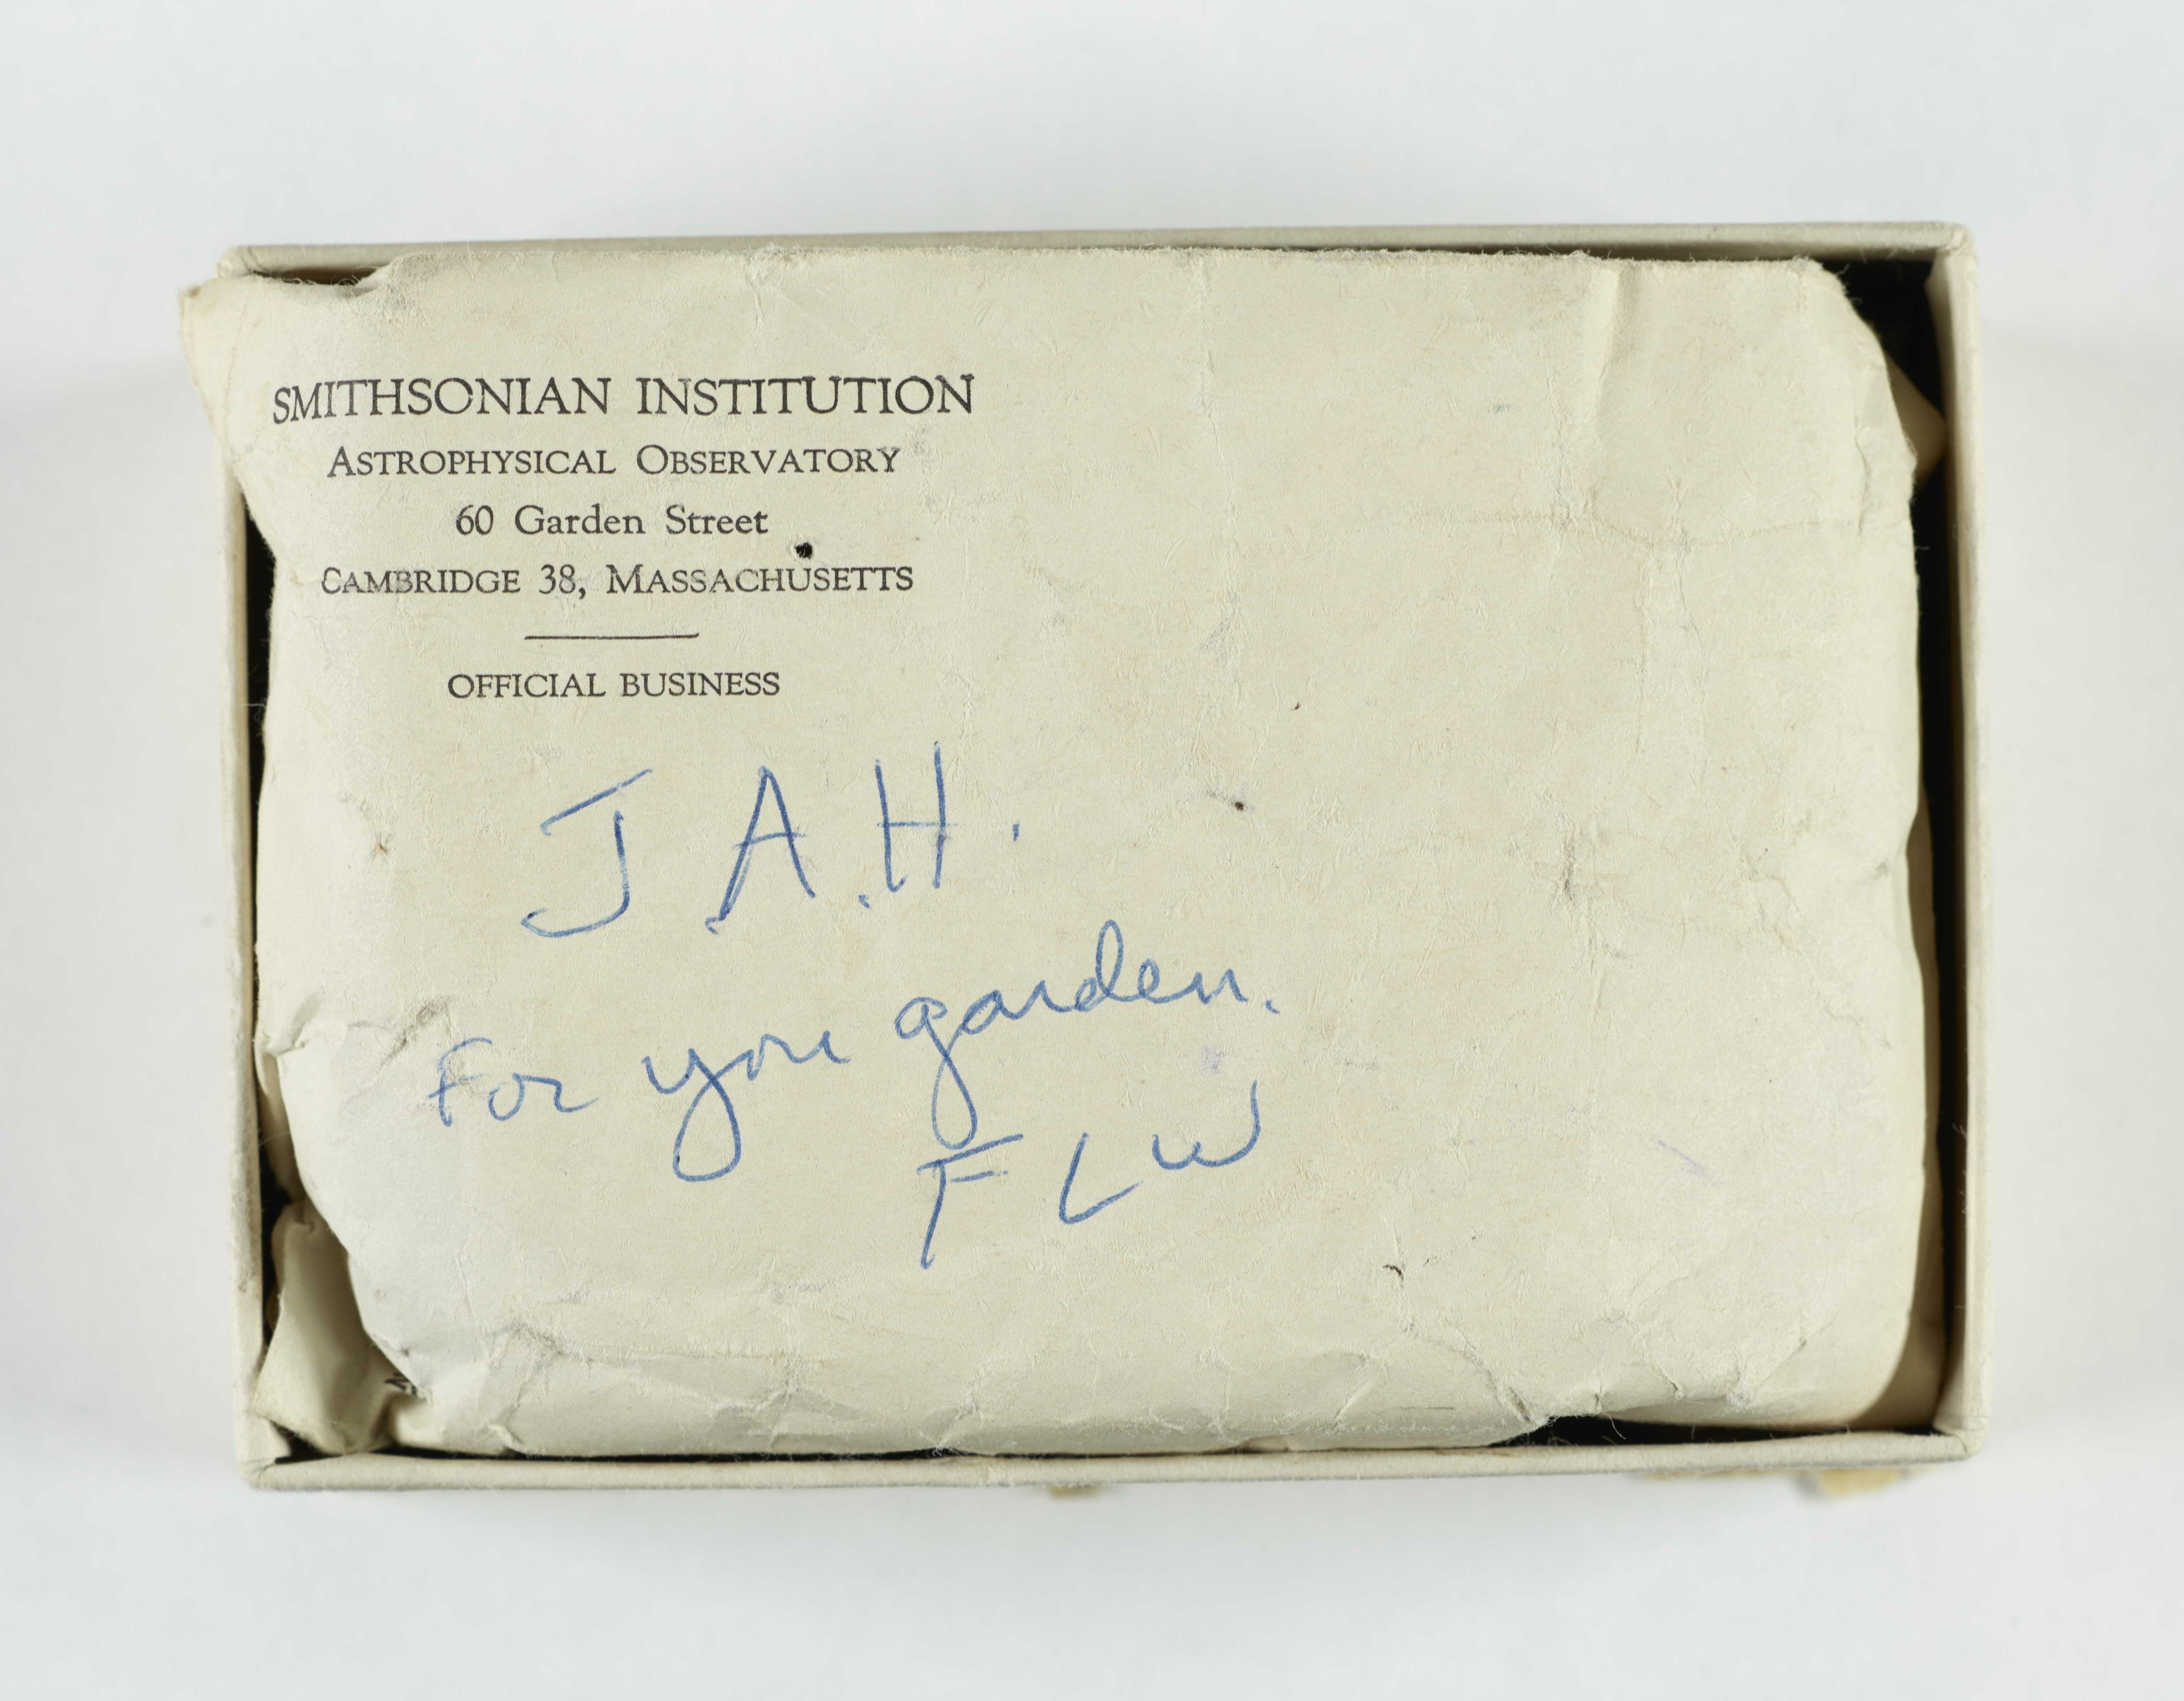 SMITHSONIAN INSTITUTION
ASTROPHYSICAL OBSERVATORY
60 Garden Street
CAMBRIDGE 38, MASSACHUSETTS
OFFICIAL BUSINESS
J.A.H.
For you garden.
FLW